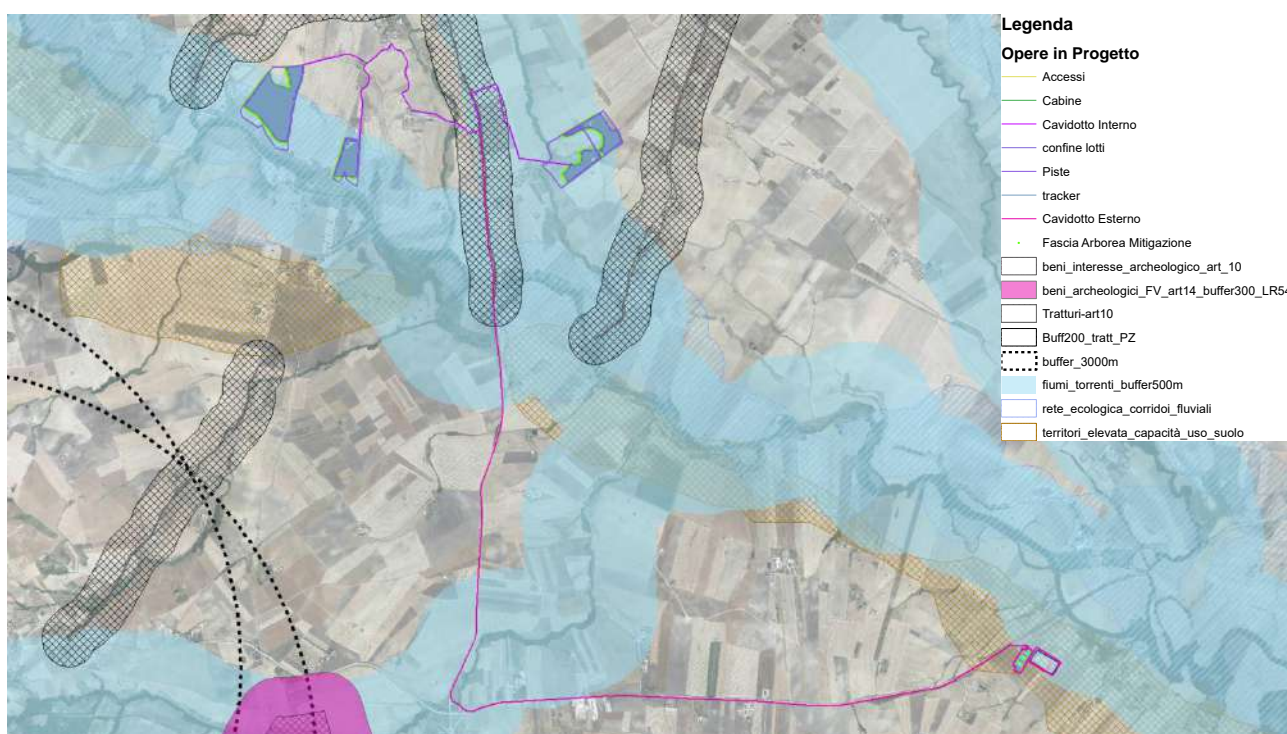 Legenda
Opere in Progetto
Accessi
Cabine
Cavidotto Interno
confine lotti
Piste
tracker
Cavidotto Esterno
Fascia Arborea Mitigazione
beni_interesse_archeologico_art_10
beni_archeologici_FV_art14_buffer300_LR54
Tratturi-art10
Buff200_tratt_PZ
buffer_3000m
fiumi_torrenti_buffer500m
rete_ecologica_corridoi_fluviali
territori_elevata_capacità_uso_suolo